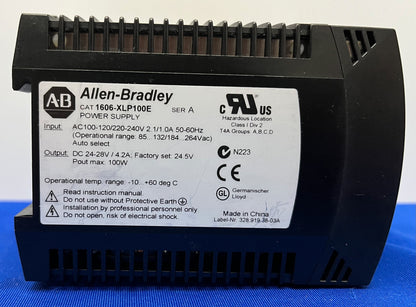 A-B Allen-Bradley
CAT 1606-XLP100E SER A
POWER SUPPLY
Input: AC100-120/220-240V 2.1/1.0A 50-60Hz
(Operational range: 85.. 132/184 ..264Vac)
Auto select
Output: DC 24-28V / 4.2A: Factory set: 24.5V
Pout max: 100W
Operational temp. range: -10...+60 deg C
Read instruction manual.
Do not use without Protective Earth
Installation by professional personnel only
Do not open, risk of electrical shock.
C UR US
Hazardous Location
Class I Div 2
T4A Groups: A,B,C,D
N223
GL Germanischer
Lloyd
Made in China
Label-Nr. 328.919.36-03A